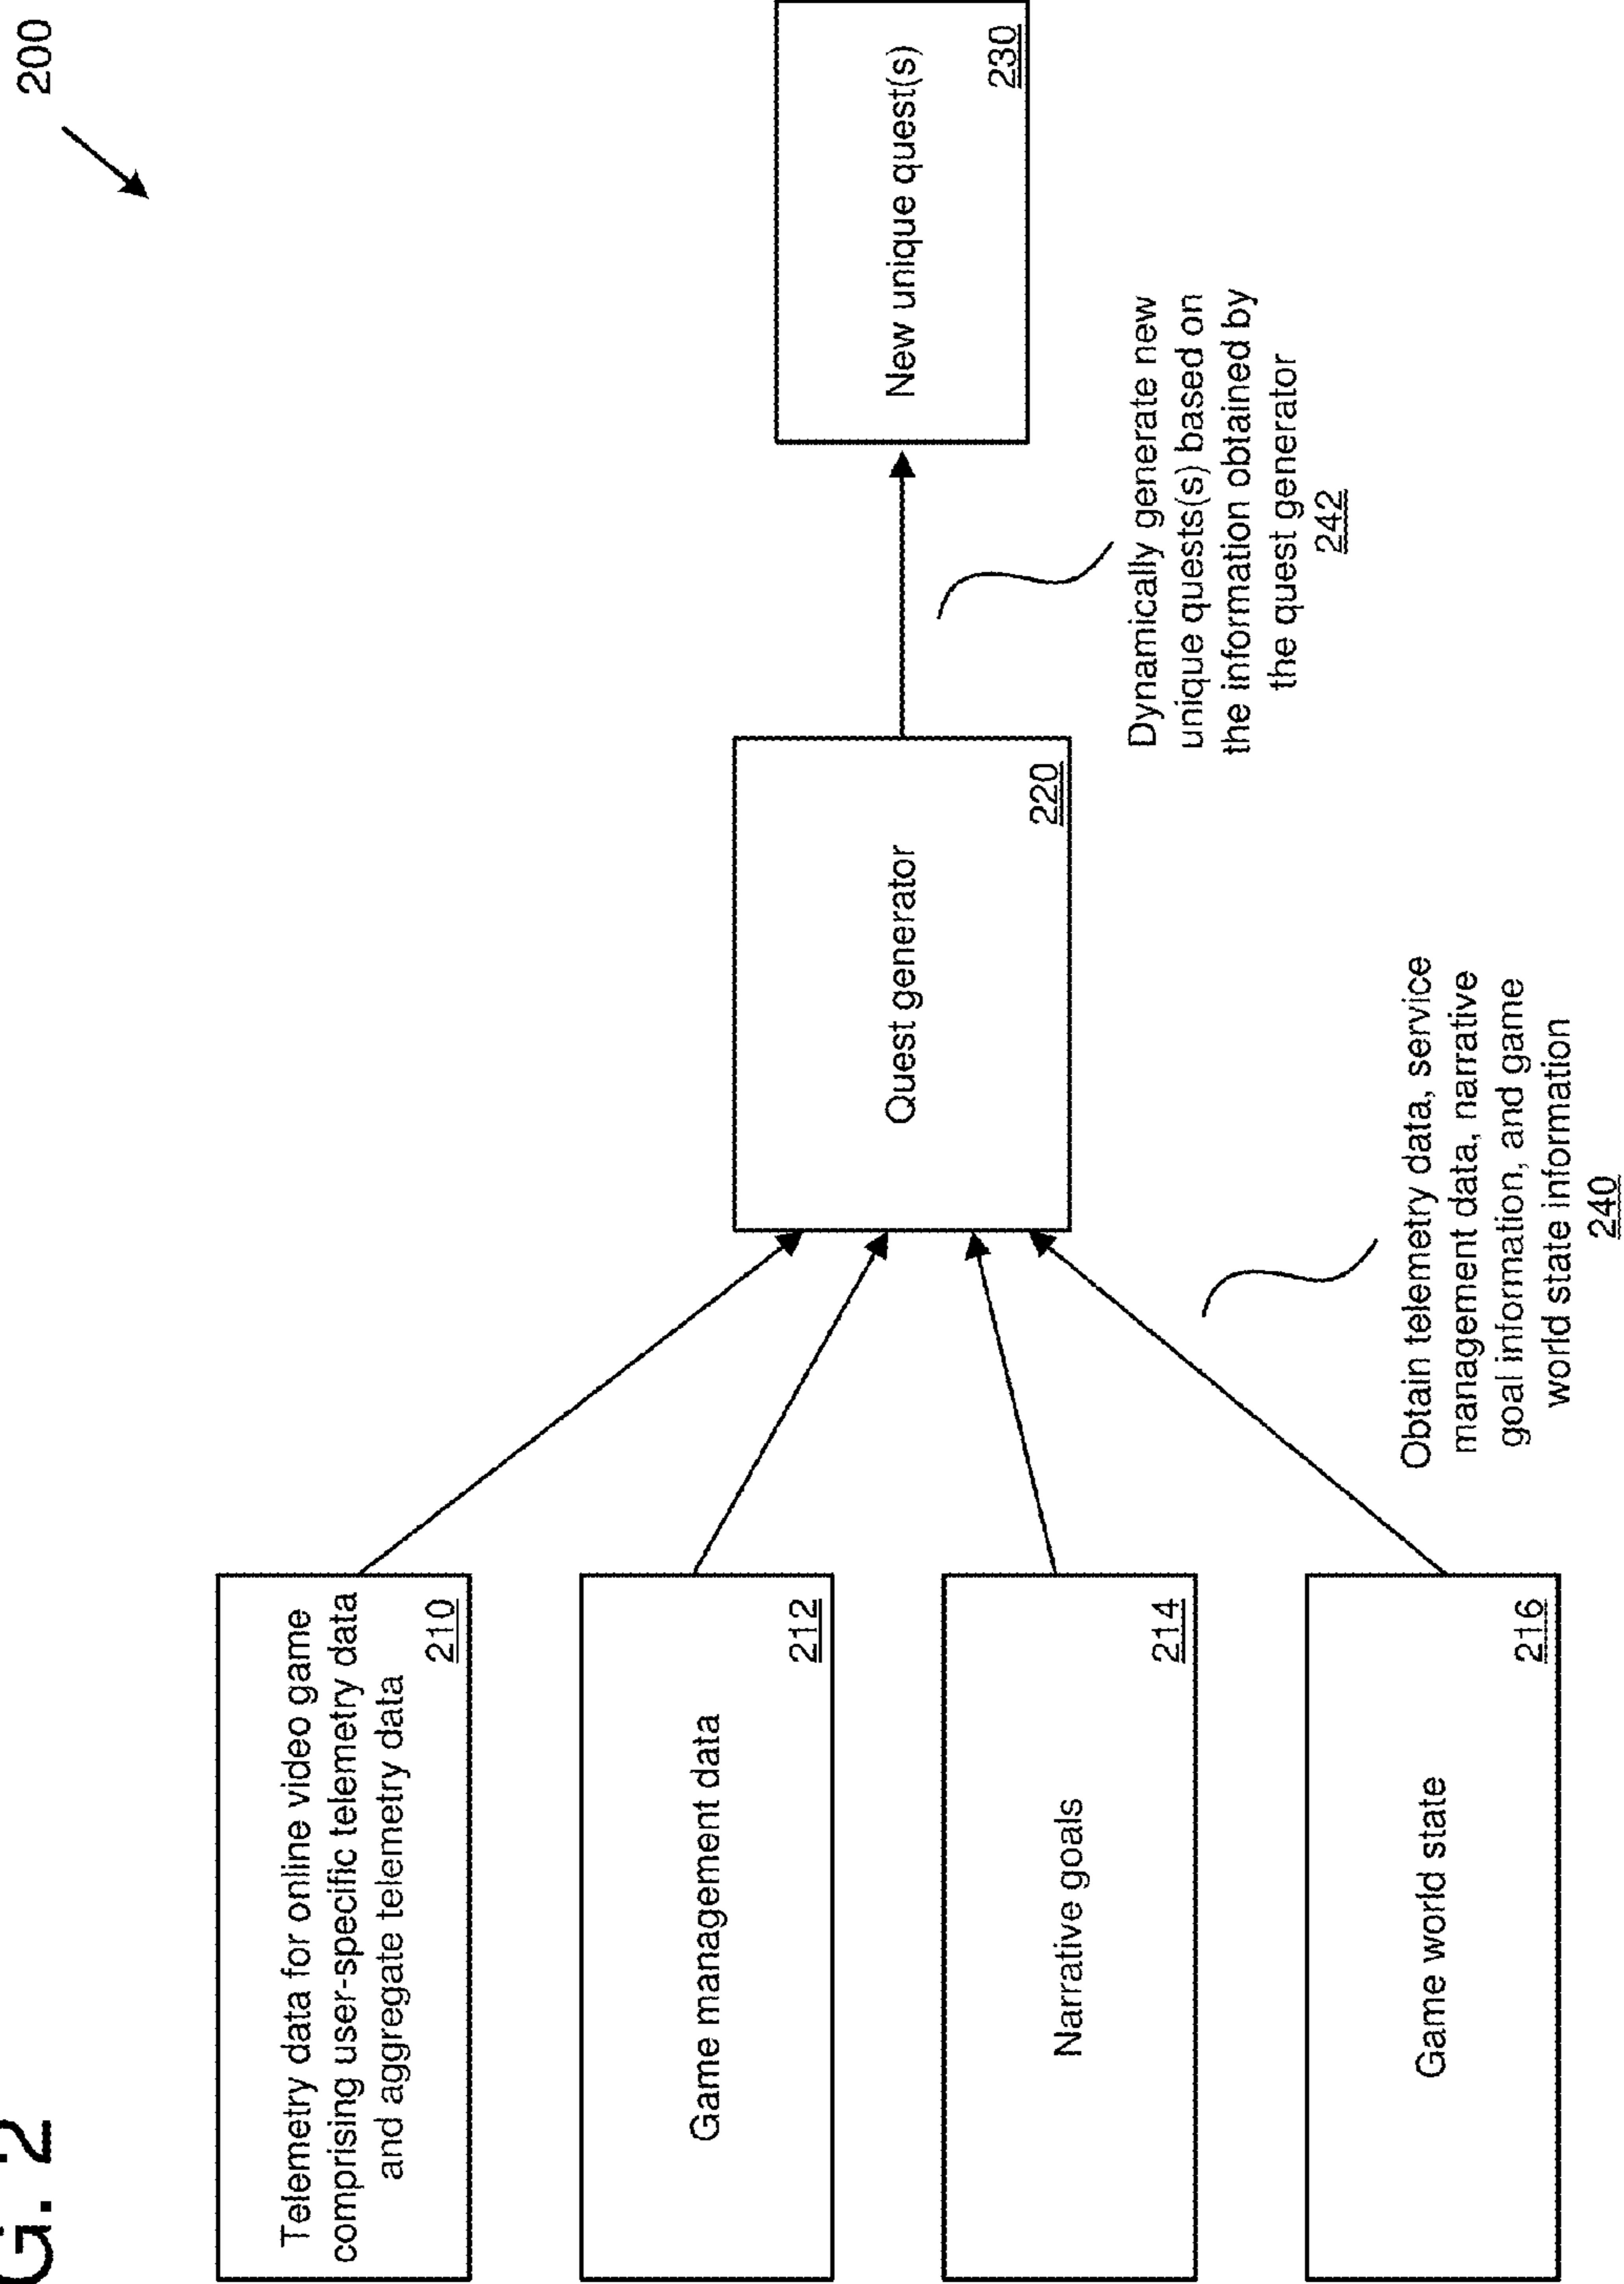 G. 2
200
Telemetry data for online video game
comprising user-specific telemetry data
and aggregate telemetry data
210
Game management data
212
Narrative goals
214
Game world state
216
Quest generator
220
New unique quest(s)
230
Obtain telemetry data, service
management data, narrative
goal information, and game
world state information
240
Dynamically generate new
unique quests(s) based on
the information obtained by
the quest generator
242